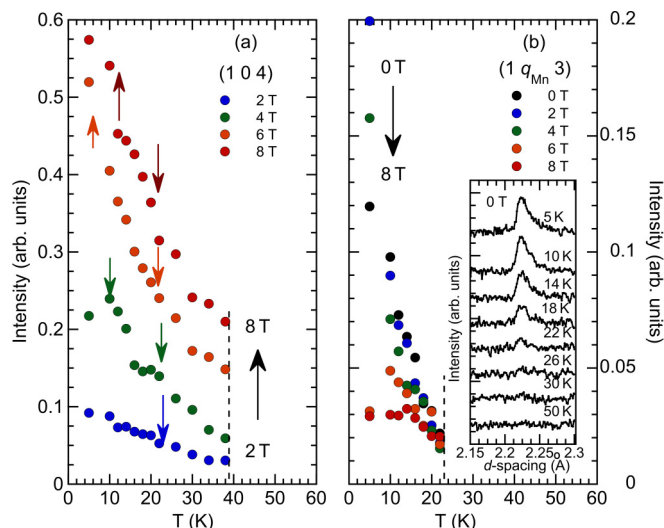 (a)
(1 0 4)
2 T
4 T
6 T
8 T
8 T
2 T
0.6
0.5
0.4
0.3
0.2
0.1
0
0 10 20 30 40 50 60
T (K)
Intensity (arb. units)
(b)
(1 qMn 3)
0 T
2 T
4 T
6 T
8 T
0 T
8 T
0.2
0.15
0.1
0.05
0
0 10 20 30 40 50 60
T (K)
Intensity (arb. units)
0 T
5 K
10 K
14 K
18 K
22 K
26 K
30 K
50 K
2.15 2.2 2.25 2.3
d-spacing (Å)
Intensity (arb. units)